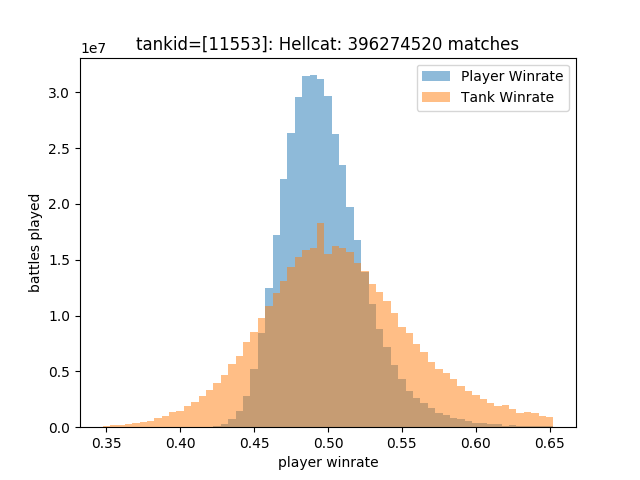 tankid=[11553]: Hellcat: 396274520 matches
1e7
Player Winrate
Tank Winrate
3.0
2.5
2.0
1.5
1.0
0.5
0.0
battles played
0.35 0.40 0.45 0.50 0.55 0.60 0.65
player winrate